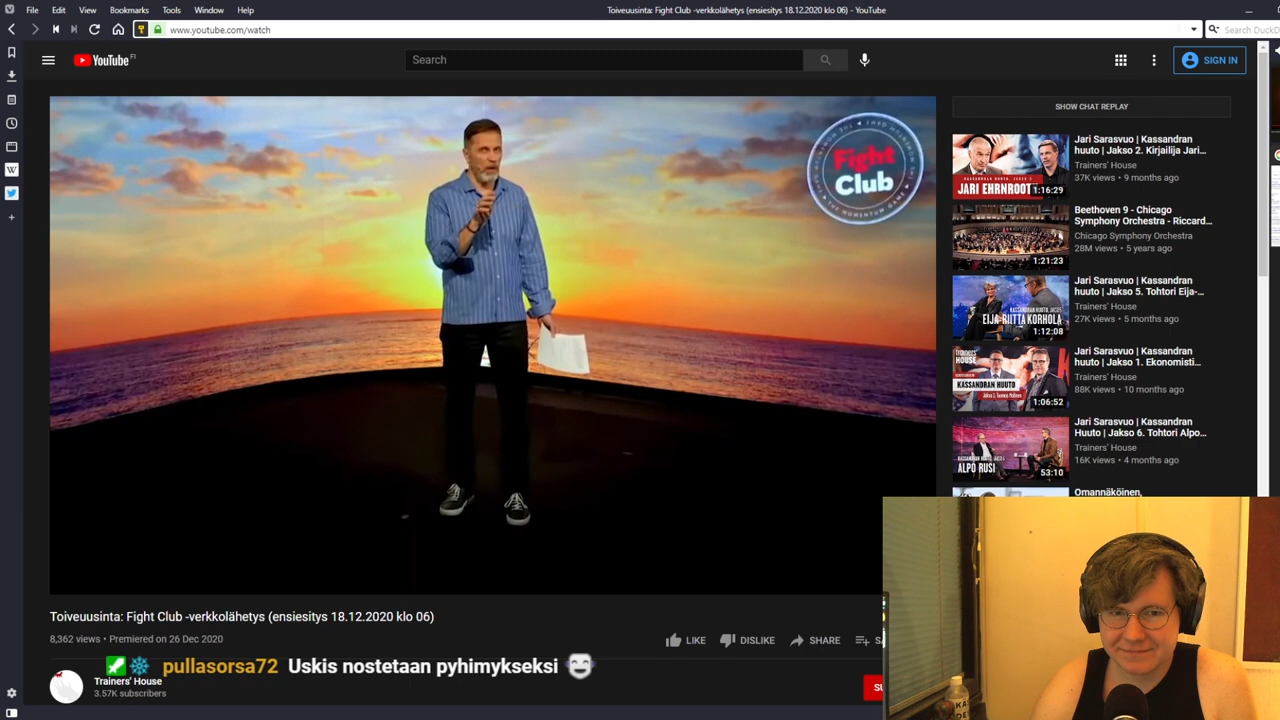 File Edit View Bookmarks Tools Window Help
Toiveuusinta: Fight Club -verkkolähetys (ensiesitys 18.12.2020 klo 06) - YouTube
www.youtube.com/watch
Search DuckD
YouTube FI
Search
SIGN IN
Fight
Club
SHOW CHAT REPLAY
Jari Sarasvuo | Kassandran
huuto | Jakso 2. Kirjailija Jari...
Trainers' House
37K views • 9 months ago
JARI EHRNROOT
1:16:29
Beethoven 9 - Chicago
Symphony Orchestra - Riccard...
Chicago Symphony Orchestra
28M views • 5 years ago
1:21:23
Jari Sarasvuo | Kassandran
huuto | Jakso 5. Tohtori Eija-...
Trainers' House
27K views • 5 months ago
EIJA-RIITTA KORHOLA
1:12:08
Jari Sarasvuo | Kassandran
huuto | Jakso 1. Ekonomisti...
Trainers' House
88K views • 10 months ago
KASSANDRAN HUUTO
1:06:52
Jari Sarasvuo | Kassandran
Huuto | Jakso 6. Tohtori Alpo...
Trainers' House
16K views • 4 months ago
ALPO RUSI
53:10
Omannäköinen,
Toiveuusinta: Fight Club -verkkolähetys (ensiesitys 18.12.2020 klo 06)
8,362 views • Premiered on 26 Dec 2020
LIKE DISLIKE SHARE SA
pullasorsa72 Uskis nostetaan pyhimykseksi
Trainers' House
3.57K subscribers
SU